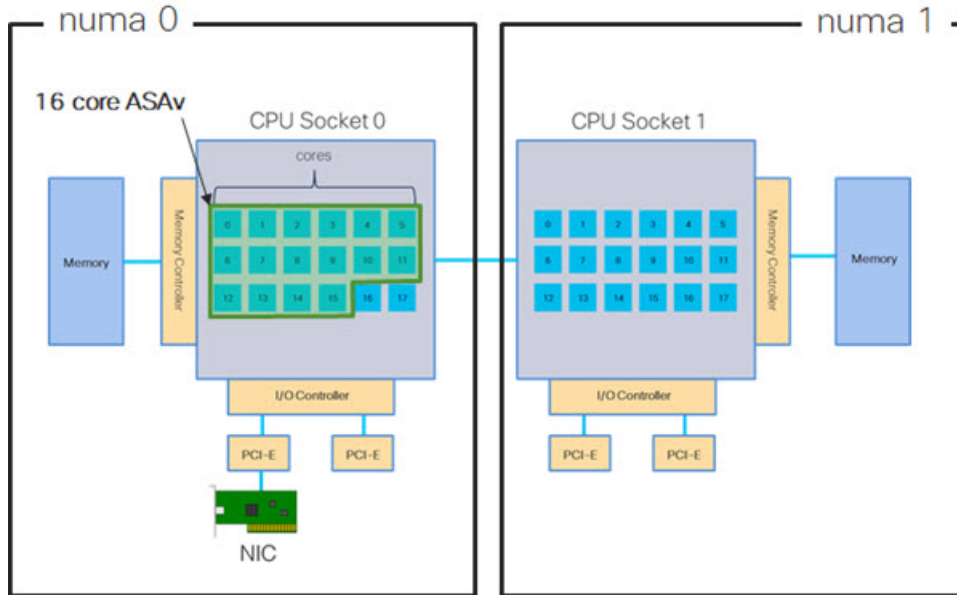 numa 0
numa 1
16 core ASAv
CPU Socket 0
CPU Socket 1
cores
Memory
Memory Controller
0 1 2 3 4 5
6 7 8 9 10 11
12 13 14 15 16 17
0 1 2 3 4 5
6 7 8 9 10 11
12 13 14 15 16 17
Memory Controller
Memory
I/O Controller
I/O Controller
PCI-E
PCI-E
PCI-E
PCI-E
NIC